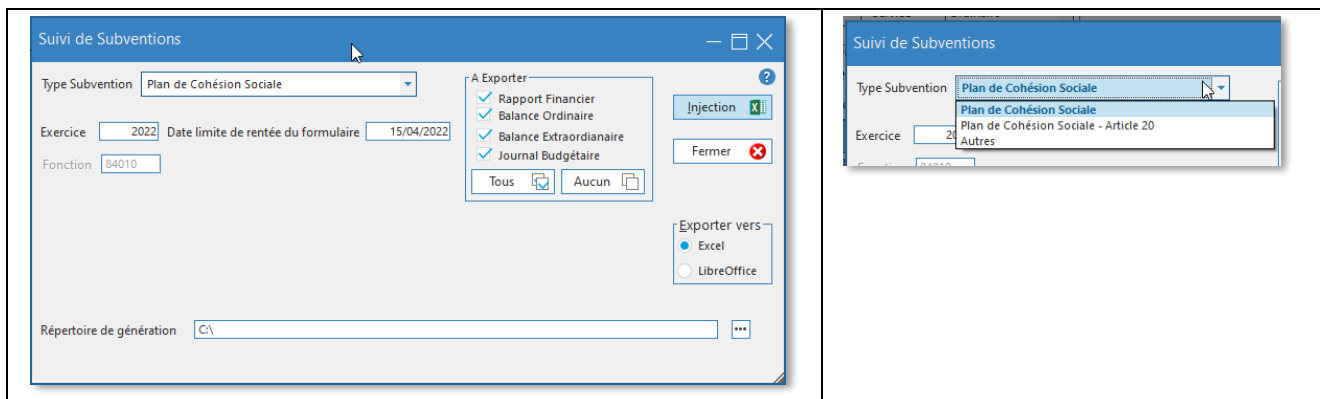 Suivi de Subventions
Type Subvention Plan de Cohésion Sociale
Exercice 2022 Date limite de rentée du formulaire 15/04/2022
Fonction 84010
A Exporter
Rapport Financier
Balance Ordinaire
Balance Extraordianaire
Journal Budgétaire
Tous Aucun
?
Injection
Fermer
Exporter vers
Excel
LibreOffice
Répertoire de génération C:\ ...
Suivi de Subventions
Type Subvention Plan de Cohésion Sociale
Plan de Cohésion Sociale
Plan de Cohésion Sociale - Article 20
Autres
Exercice 20